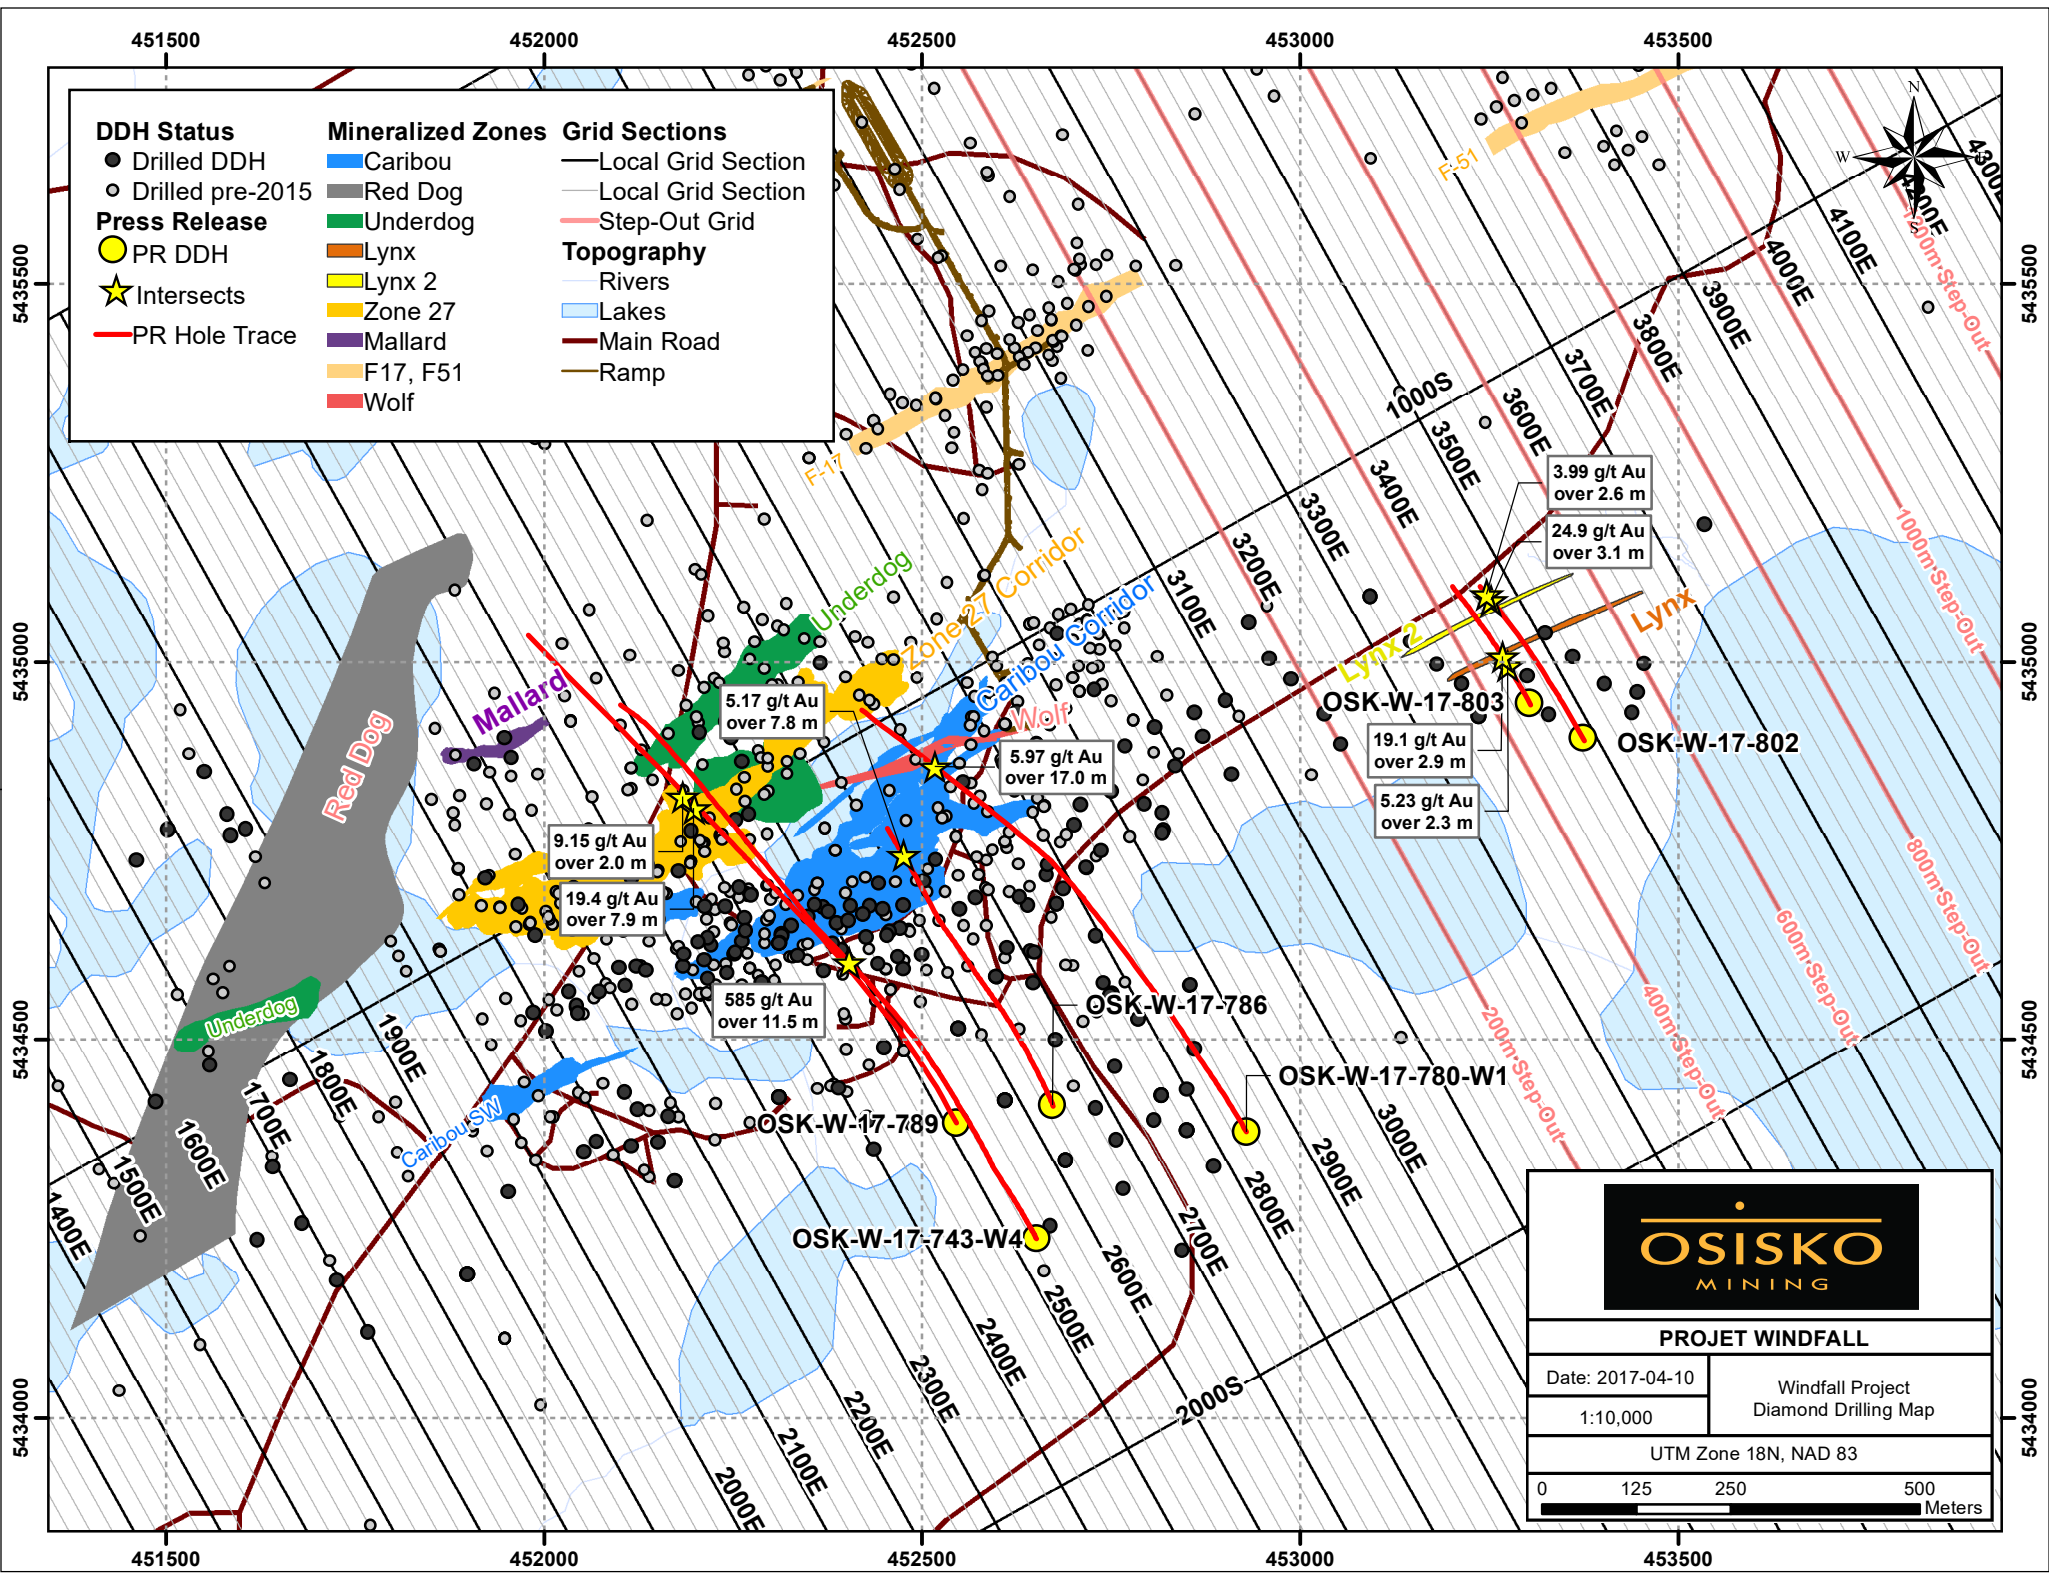 451500
452000
452500
453000
453500
DDH Status
Drilled DDH
Drilled pre-2015
Press Release
PR DDH
Intersects
PR Hole Trace
Mineralized Zones
Caribou
Red Dog
Underdog
Lynx
Lynx 2
Zone 27
Mallard
F17, F51
Wolf
Grid Sections
Local Grid Section
Local Grid Section
Step-Out Grid
Topography
Rivers
Lakes
Main Road
Ramp
N
W
S
F-51
4300E
4200E
4100E
4000E
3900E
3800E
3700E
3600E
3500E
3400E
3300E
3200E
3100E
1200m Step-Out
5435500
5435500
1000S
F-17
3.99 g/t Au
over 2.6 m
24.9 g/t Au
over 3.1 m
1000m Step-Out
Underdog
Zone 27 Corridor
Caribou Corridor
Lynx
Lynx 2
5435000
5435000
Mallard
Wolf
Red Dog
5.17 g/t Au
over 7.8 m
5.97 g/t Au
over 17.0 m
OSK-W-17-803
OSK-W-17-802
19.1 g/t Au
over 2.9 m
5.23 g/t Au
over 2.3 m
9.15 g/t Au
over 2.0 m
19.4 g/t Au
over 7.9 m
585 g/t Au
over 11.5 m
800m Step-Out
600m Step-Out
400m Step-Out
200m Step-Out
OSK-W-17-786
OSK-W-17-780-W1
OSK-W-17-789
OSK-W-17-743-W4
Underdog
Caribou SW
5434500
5434500
1900E
1800E
1700E
1600E
1500E
1400E
3000E
2900E
2800E
2700E
2600E
2500E
2400E
2300E
2200E
2100E
2000E
2000S
5434000
5434000
OSISKO
MINING
PROJET WINDFALL
Date: 2017-04-10
1:10,000
Windfall Project
Diamond Drilling Map
UTM Zone 18N, NAD 83
0 125 250 500
Meters
451500
452000
452500
453000
453500